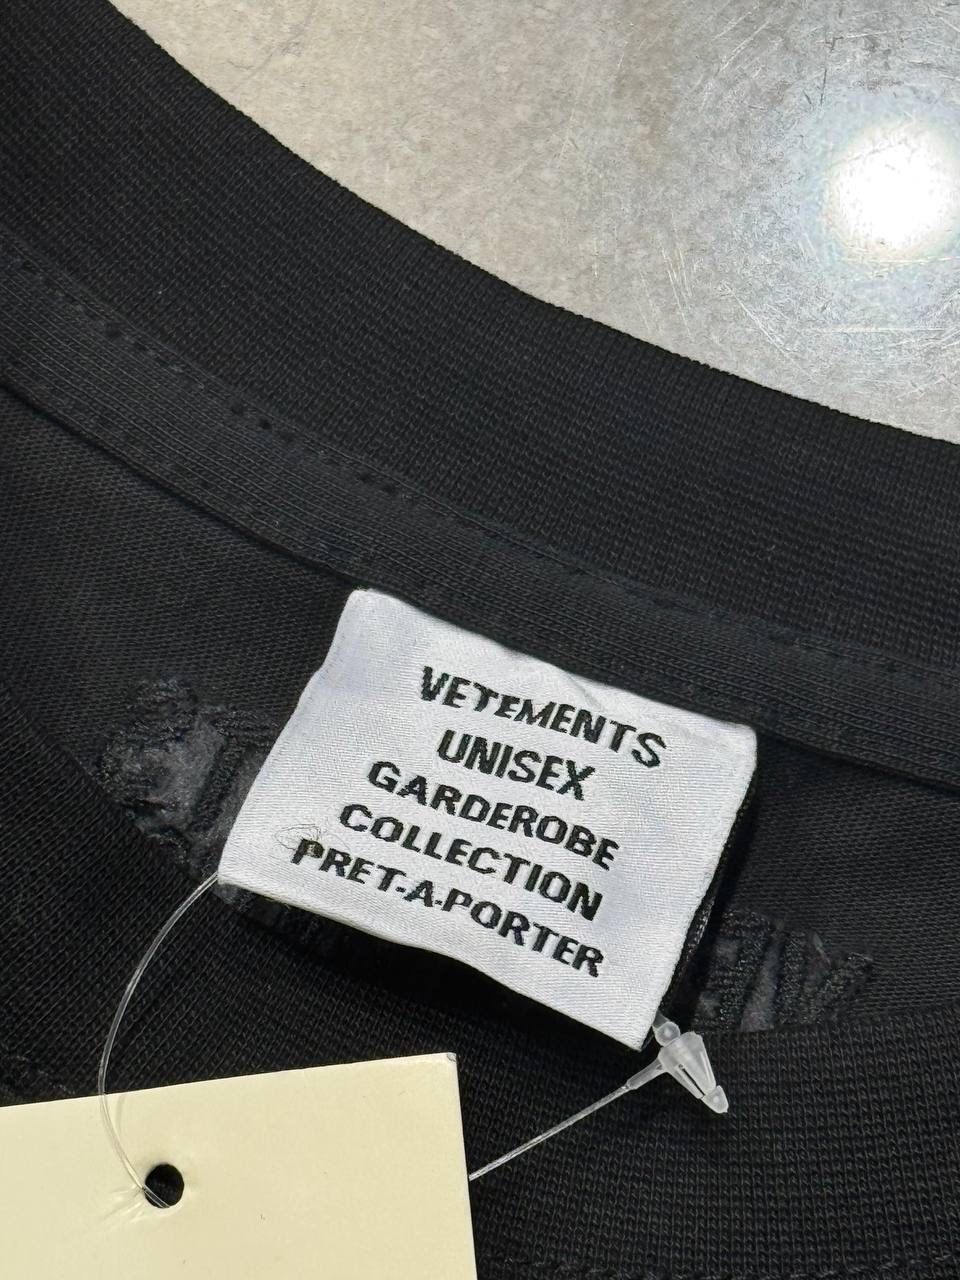 VETEMENTS
UNISEX
GARDEROBE
COLLECTION
PRET-A-PORTER